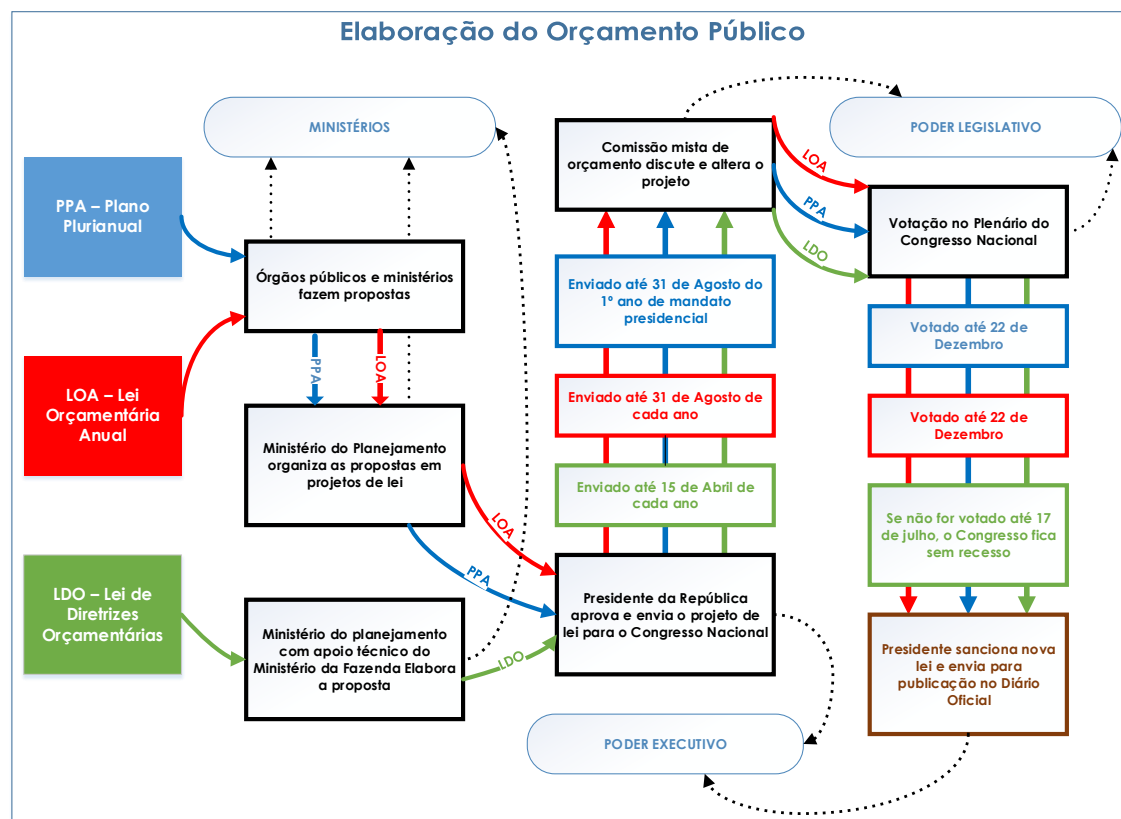 Elaboração do Orçamento Público
MINISTÉRIOS
PODER LEGISLATIVO
PPA – Plano
Plurianual
LOA – Lei
Orçamentária
Anual
LDO – Lei de
Diretrizes
Orçamentárias
Órgãos públicos e ministérios
fazem propostas
PPA
LOA
Ministério do Planejamento
organiza as propostas em
projetos de lei
LOA
PPA
Ministério do planejamento
com apoio técnico do
Ministério da Fazenda Elabora
a proposta
LDO
Comissão mista de
orçamento discute e altera o
projeto
Enviado até 31 de Agosto do
1º ano de mandato
presidencial
Enviado até 31 de Agosto de
cada ano
Enviado até 15 de Abril de
cada ano
Presidente da República
aprova e envia o projeto de
lei para o Congresso Nacional
PODER EXECUTIVO
LOA
PPA
LDO
Votação no Plenário do
Congresso Nacional
Votado até 22 de
Dezembro
Votado até 22 de
Dezembro
Se não for votado até 17
de julho, o Congresso fica
sem recesso
Presidente sanciona nova
lei e envia para
publicação no Diário
Oficial